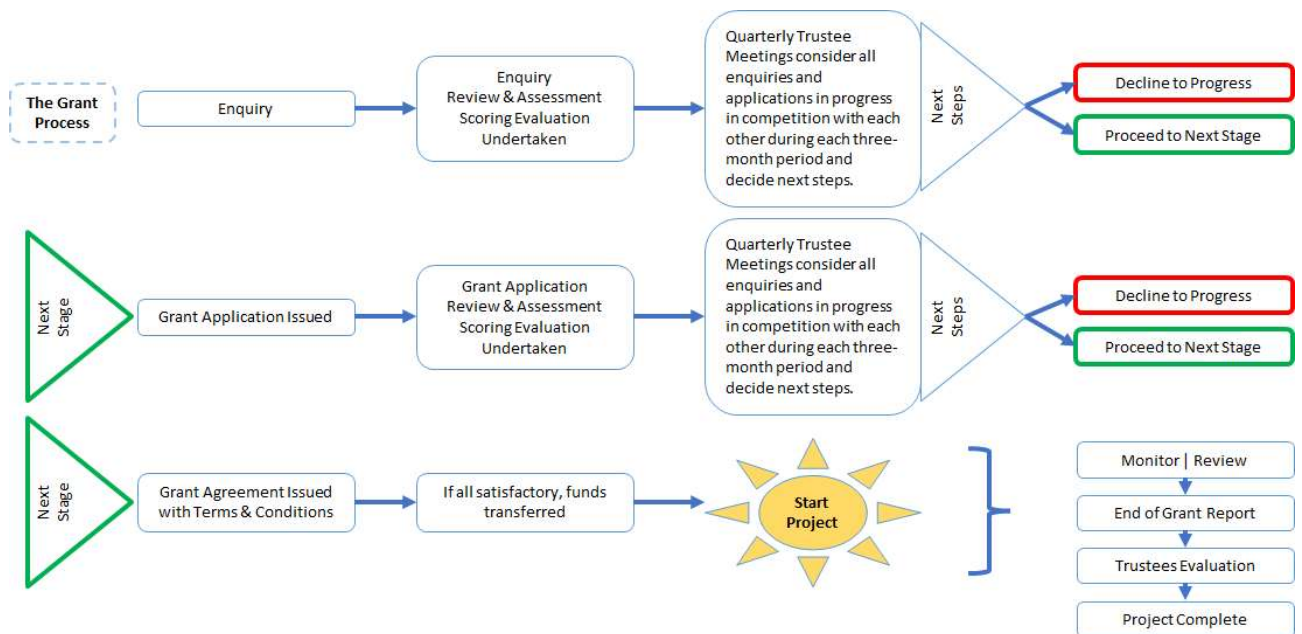 The Grant
Process
Enquiry
Enquiry
Review & Assessment
Scoring Evaluation
Undertaken
Quarterly Trustee
Meetings consider all
enquiries and
applications in progress
in competition with each
other during each three-
month period and
decide next steps.
Next
Steps
Decline to Progress
Proceed to Next Stage
Next
Stage
Grant Application Issued
Grant Application
Review & Assessment
Scoring Evaluation
Undertaken
Quarterly Trustee
Meetings consider all
enquiries and
applications in progress
in competition with each
other during each three-
month period and
decide next steps.
Next
Steps
Decline to Progress
Proceed to Next Stage
Next
Stage
Grant Agreement Issued
with Terms & Conditions
If all satisfactory, funds
transferred
Start
Project
Monitor | Review
End of Grant Report
Trustees Evaluation
Project Complete